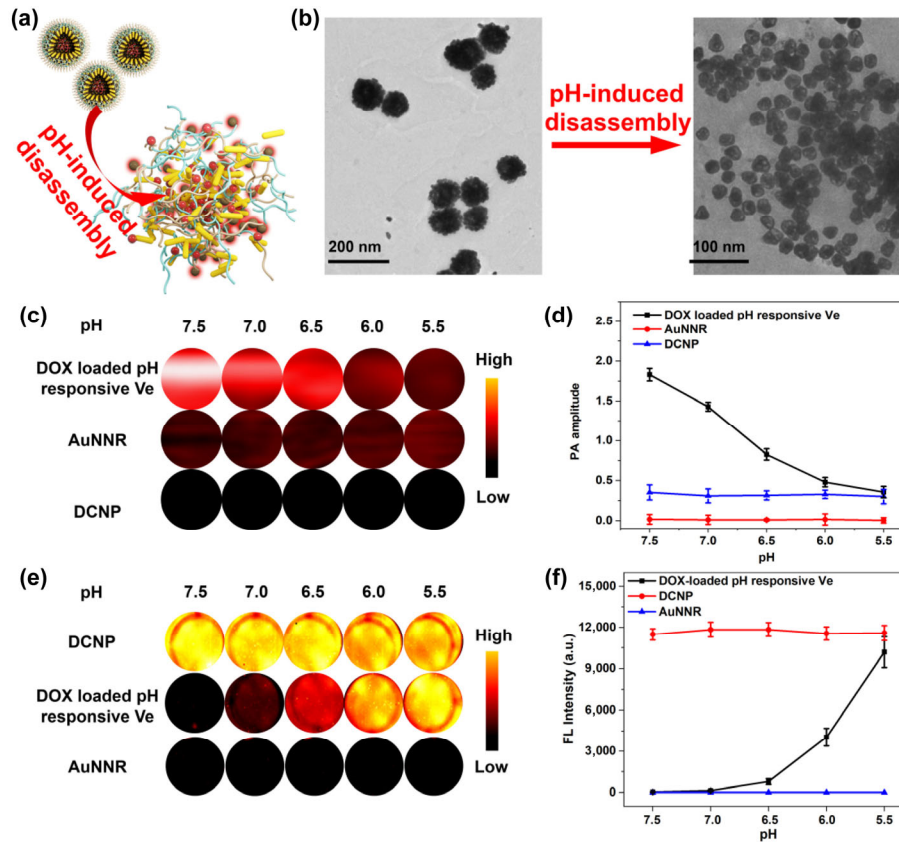 (a)
pH-induced
disassembly
(b)
200 nm
pH-induced
disassembly
100 nm
(c)
pH
7.5 7.0 6.5 6.0 5.5
DOX loaded pH
responsive Ve
AuNNR
DCNP
High
Low
(d)
DOX loaded pH responsive Ve
AuNNR
DCNP
PA amplitude
2.5
2.0
1.5
1.0
0.5
0.0
7.5 7.0 6.5 6.0 5.5
pH
(e)
pH
7.5 7.0 6.5 6.0 5.5
DCNP
DOX loaded pH
responsive Ve
AuNNR
High
Low
(f)
DOX-loaded pH responsive Ve
DCNP
AuNNR
FL Intensity (a.u.)
15,000
12,000
9,000
6,000
3,000
0
7.5 7.0 6.5 6.0 5.5
pH